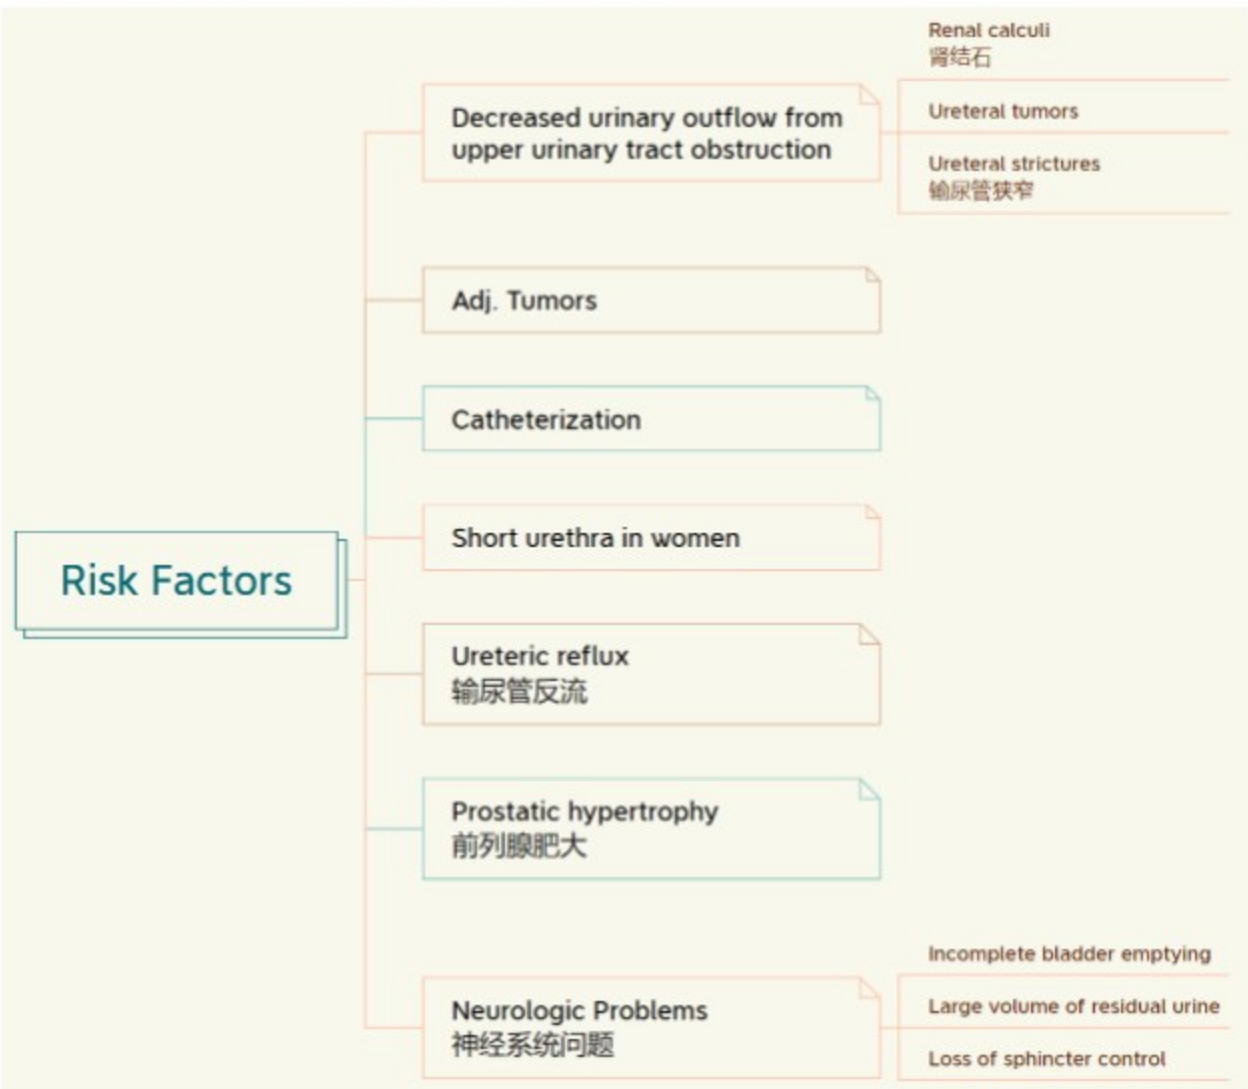 Risk Factors
Decreased urinary outflow from
upper urinary tract obstruction
Renal calculi
肾结石
Ureteral tumors
Ureteral strictures
输尿管狭窄
Adj. Tumors
Catheterization
Short urethra in women
Ureteric reflux
输尿管反流
Prostatic hypertrophy
前列腺肥大
Neurologic Problems
神经系统问题
Incomplete bladder emptying
Large volume of residual urine
Loss of sphincter control